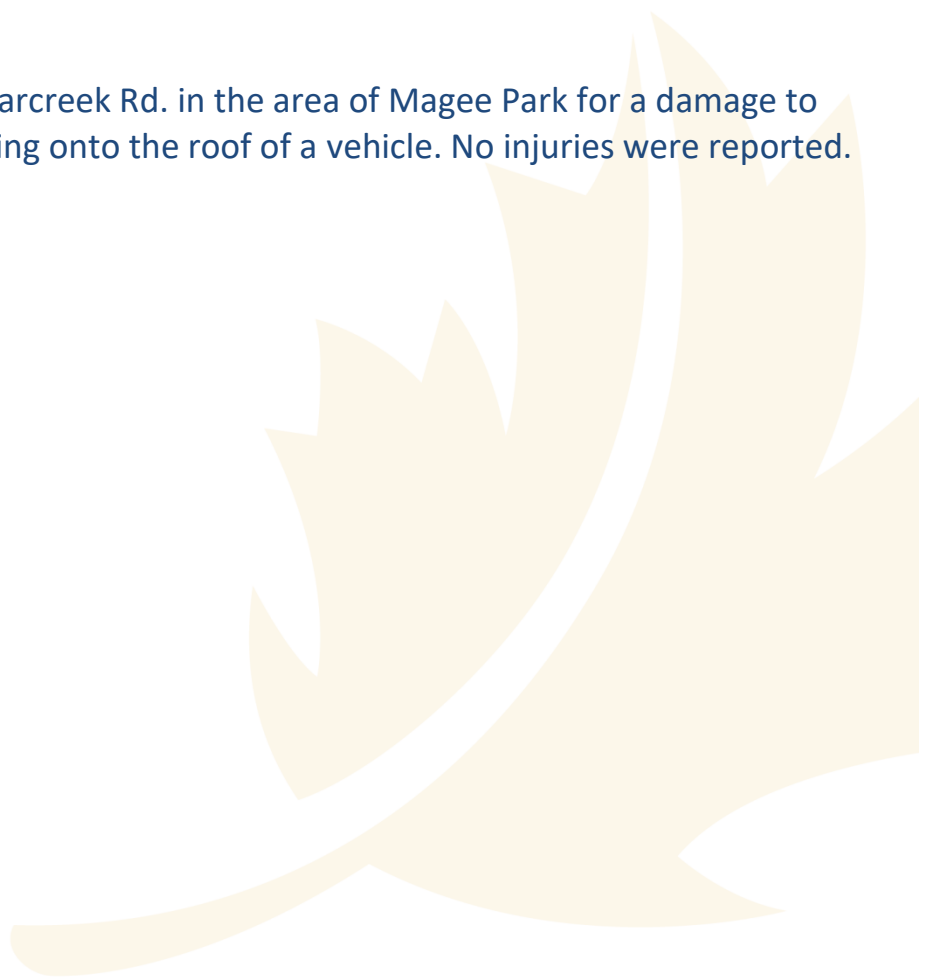 arcreek Rd. in the area of Magee Park for a damage to
ing onto the roof of a vehicle. No injuries were reported.